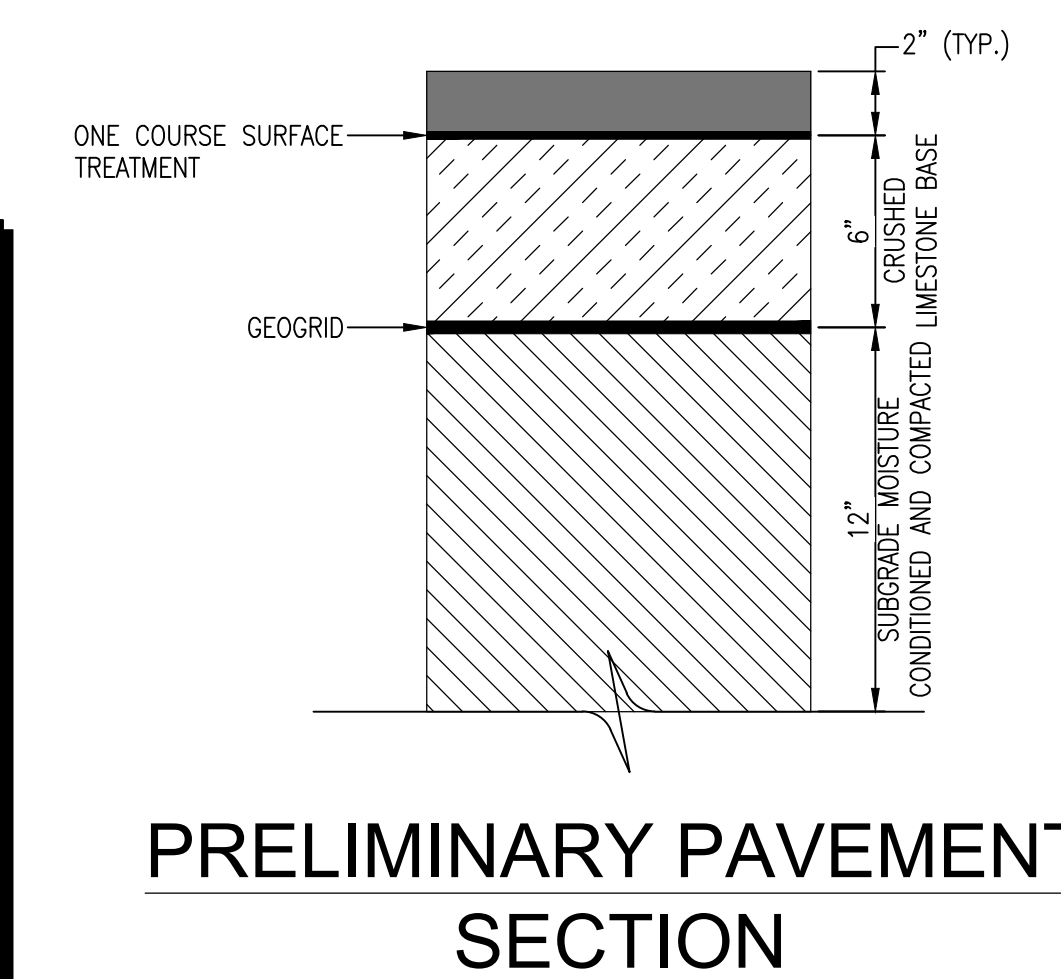 2" (TYP.)
ONE COURSE SURFACE
TREATMENT
6"
CRUSHED
LIMESTONE BASE
GEOGRID
12"
SUBGRADE MOISTURE
CONDITIONED AND COMPACTED
PRELIMINARY PAVEMENT
SECTION